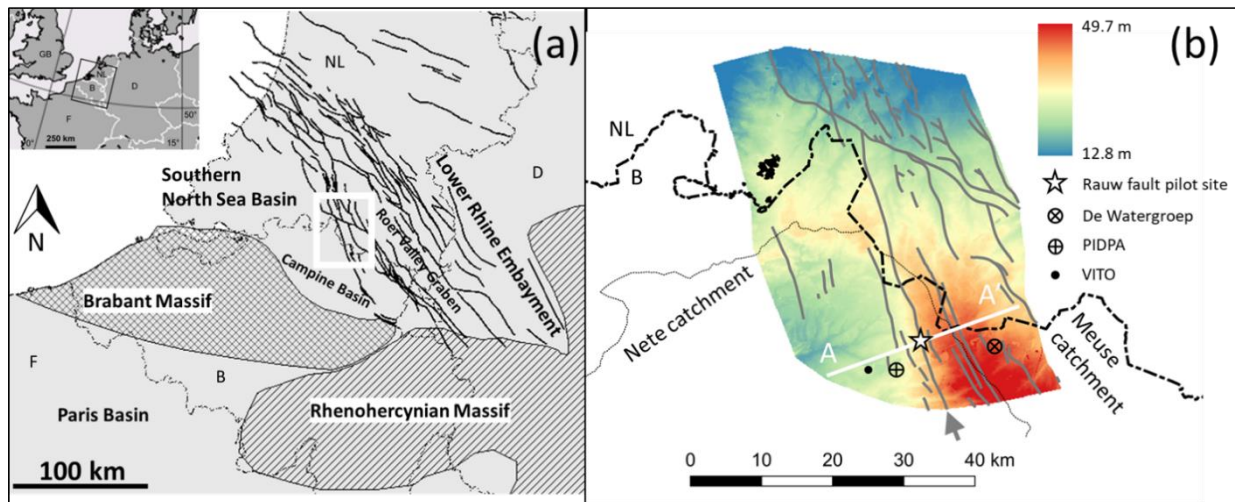 (a)
GB
B
D
F
50°
0°
15°
250 km
NL
D
Southern
North Sea Basin
Lower Rhine Embayment
Roer Valley Graben
N
Campine Basin
Brabant Massif
F
B
Paris Basin
Rhenohercynian Massif
100 km
(b)
49.7 m
12.8 m
NL
B
Rauw fault pilot site
De Watergroep
PIDPA
VITO
Nete catchment
A
A'
Meuse
catchment
0 10 20 30 40 km